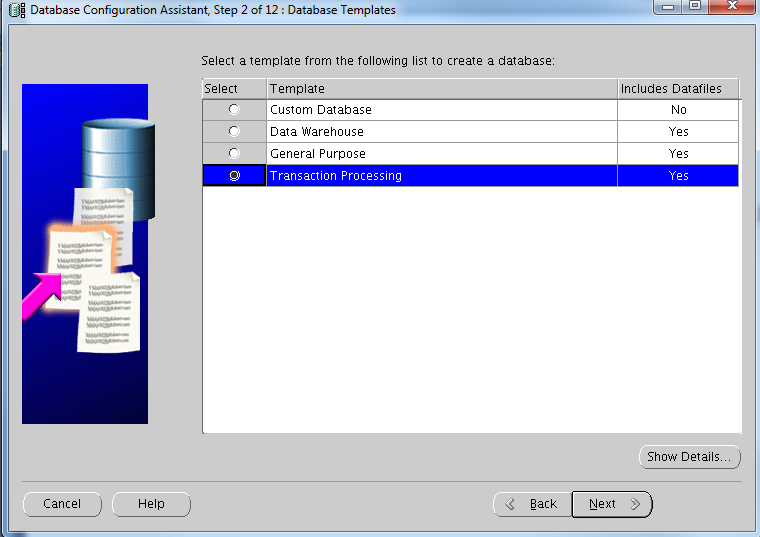 Database Configuration Assistant, Step 2 of 12 : Database Templates
Select a template from the following list to create a database:
Select Template Includes Datafiles
Custom Database No
Data Warehouse Yes
General Purpose Yes
Transaction Processing Yes
Show Details...
Cancel Help Back Next